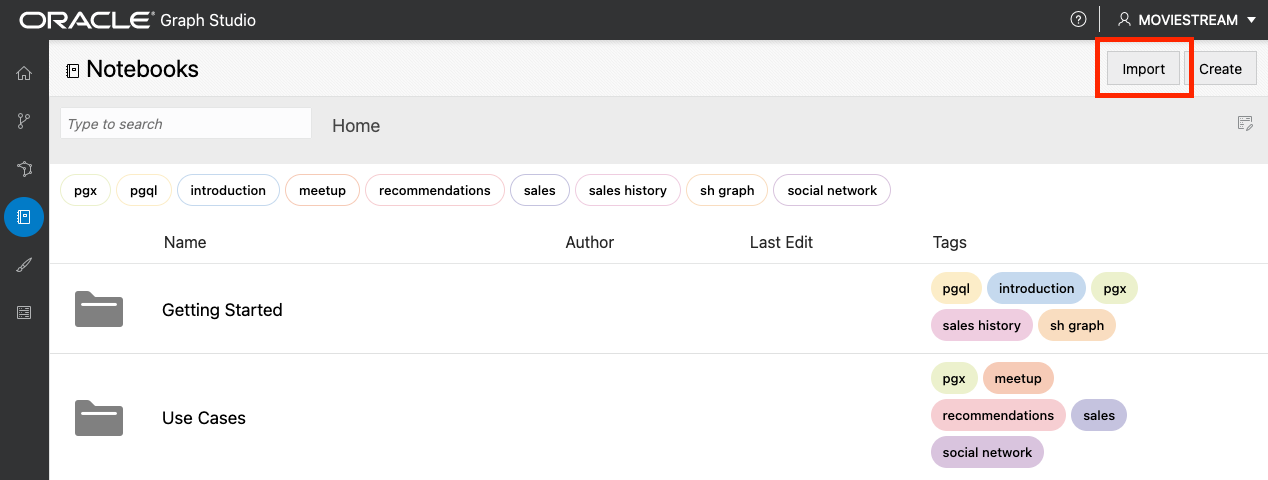 ORACLE Graph Studio
MOVIESTREAM
Notebooks
Import
Create
Type to search
Home
pgx pgql introduction meetup recommendations sales sales history sh graph social network
Name Author Last Edit Tags
Getting Started
pgql introduction pgx
sales history sh graph
Use Cases
pgx meetup
recommendations sales
social network